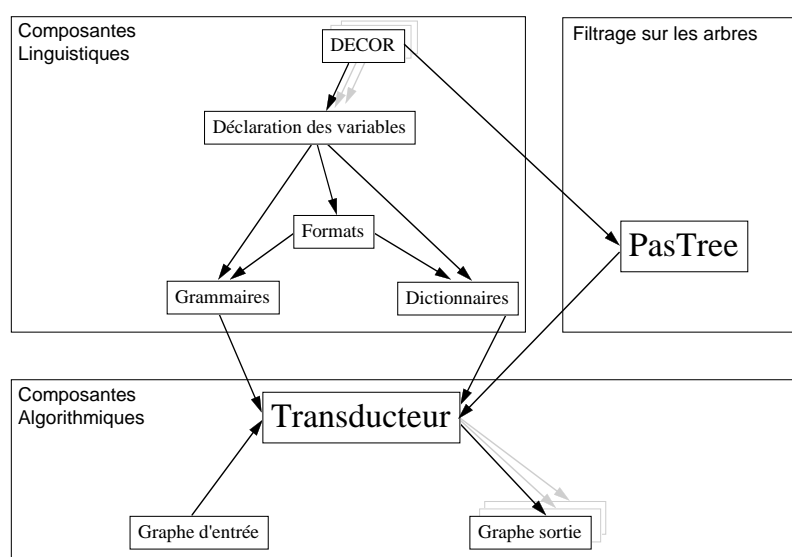 Composantes
Linguistiques
DECOR
Filtrage sur les arbres
Déclaration des variables
Formats
PasTree
Grammaires
Dictionnaires
Composantes
Algorithmiques
Transducteur
Graphe d'entrée
Graphe sortie